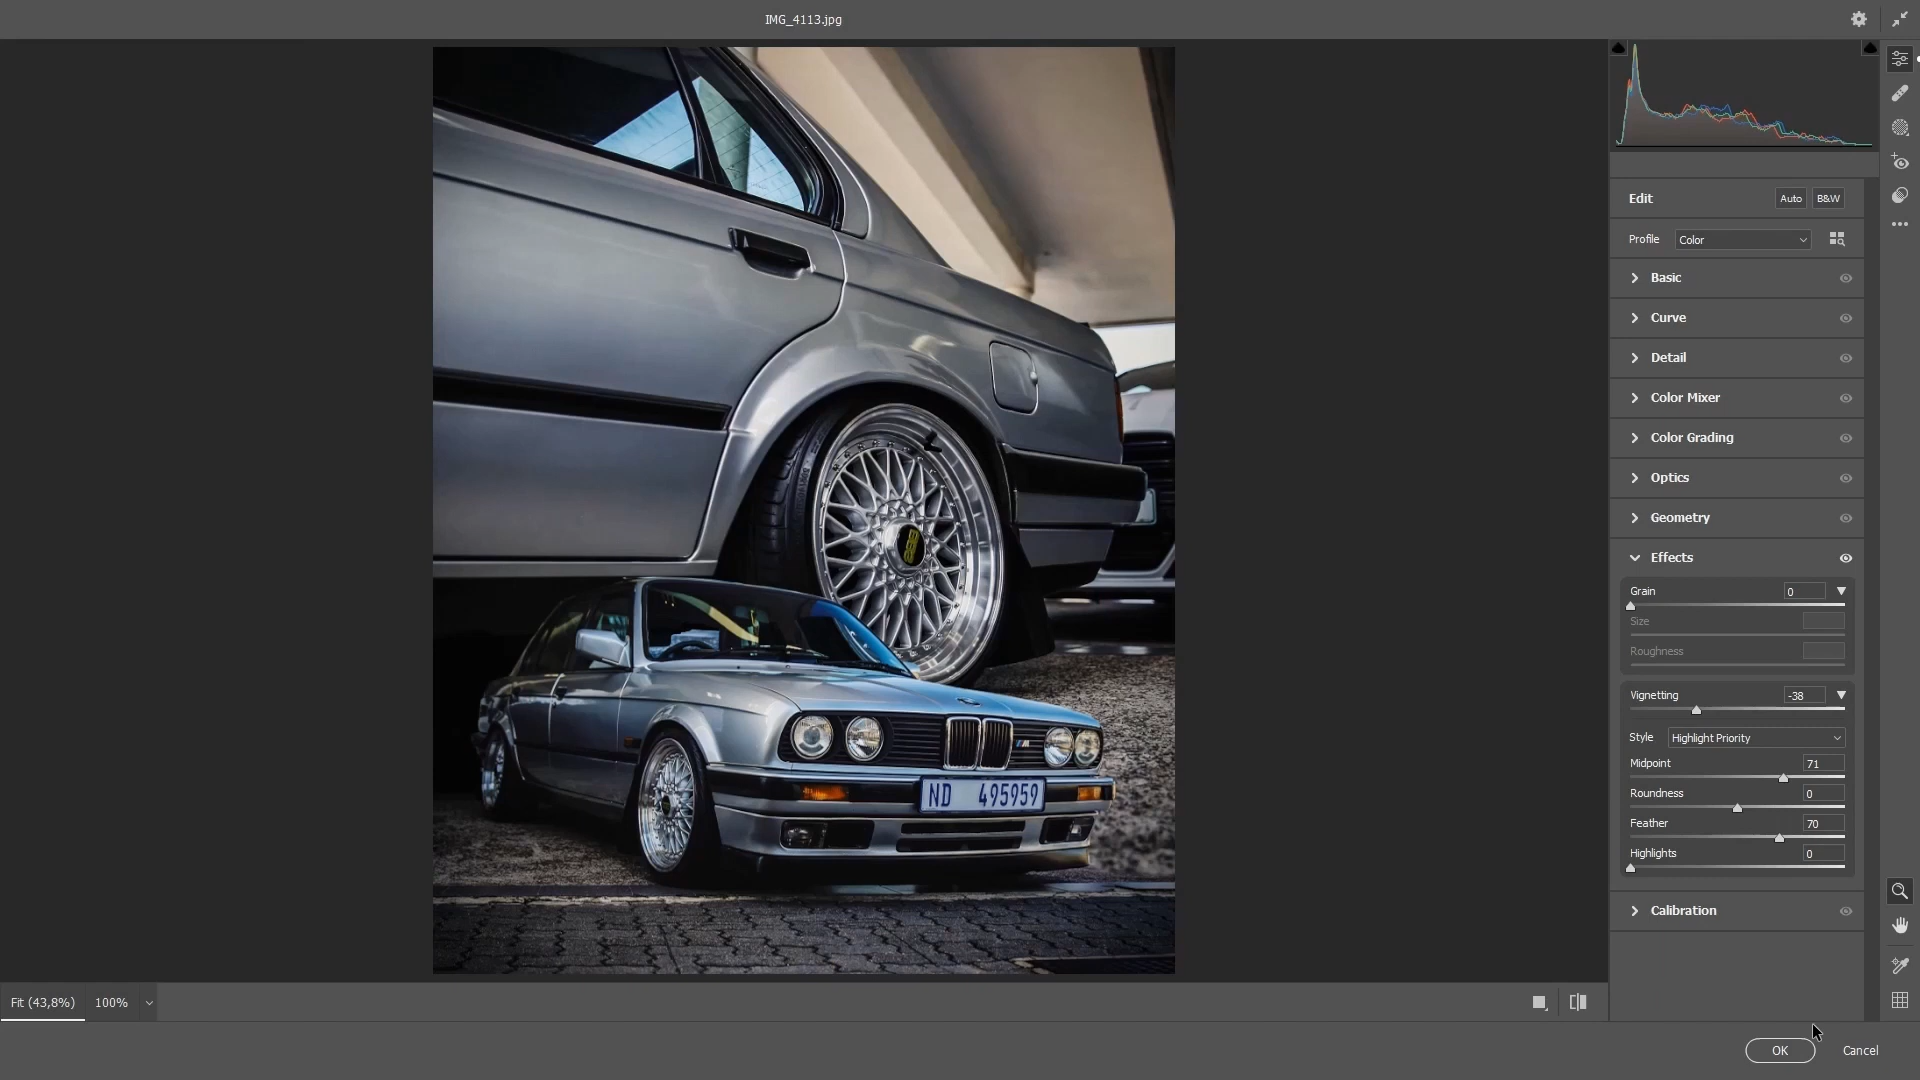 IMG_4113.jpg
Edit
Auto
B&W
Profile
Color
Basic
Curve
Detail
Color Mixer
Color Grading
Optics
Geometry
Effects
Grain
0
Size
Roughness
Vignetting
-38
Style
Highlight Priority
Midpoint
71
Roundness
0
Feather
70
Highlights
0
Calibration
BBS
ND 495959
Fit (43,8%)
100%
OK
Cancel